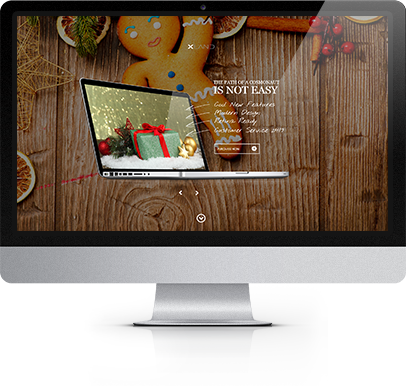 XLAND
THE PATH OF A COSMONAUT
IS NOT EASY
Cool New Features
Modern Design
Retina Ready
Customer Service 24/7
PURCHASE NOW